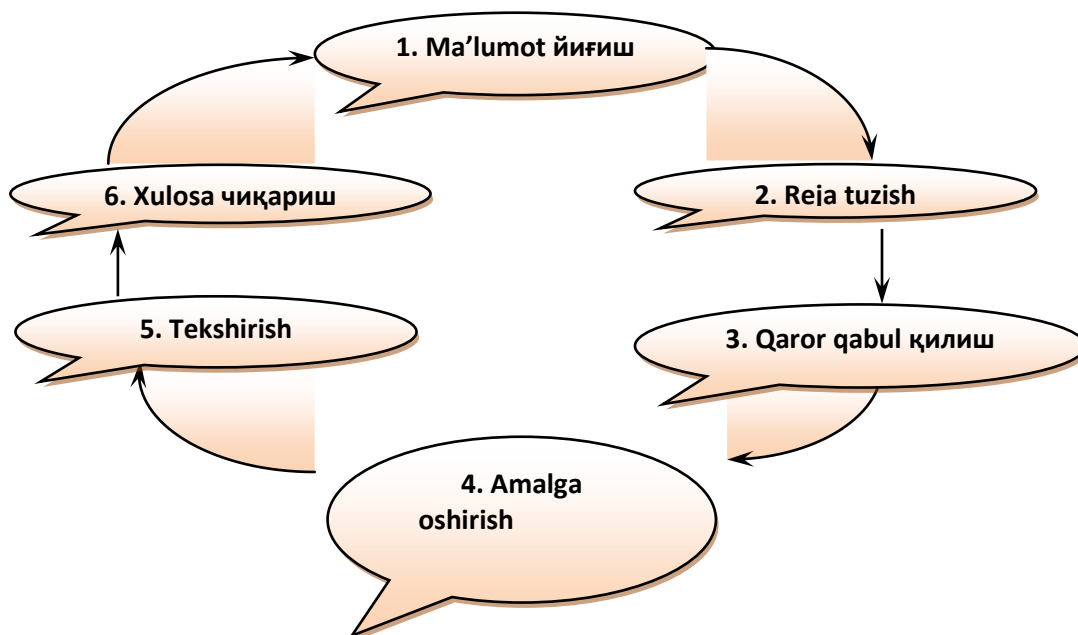 1. Ma’lumot йиғиш
2. Reja tuzish
3. Qaror qabul қилиш
4. Amalga
oshirish
5. Tekshirish
6. Xulosa чиқариш